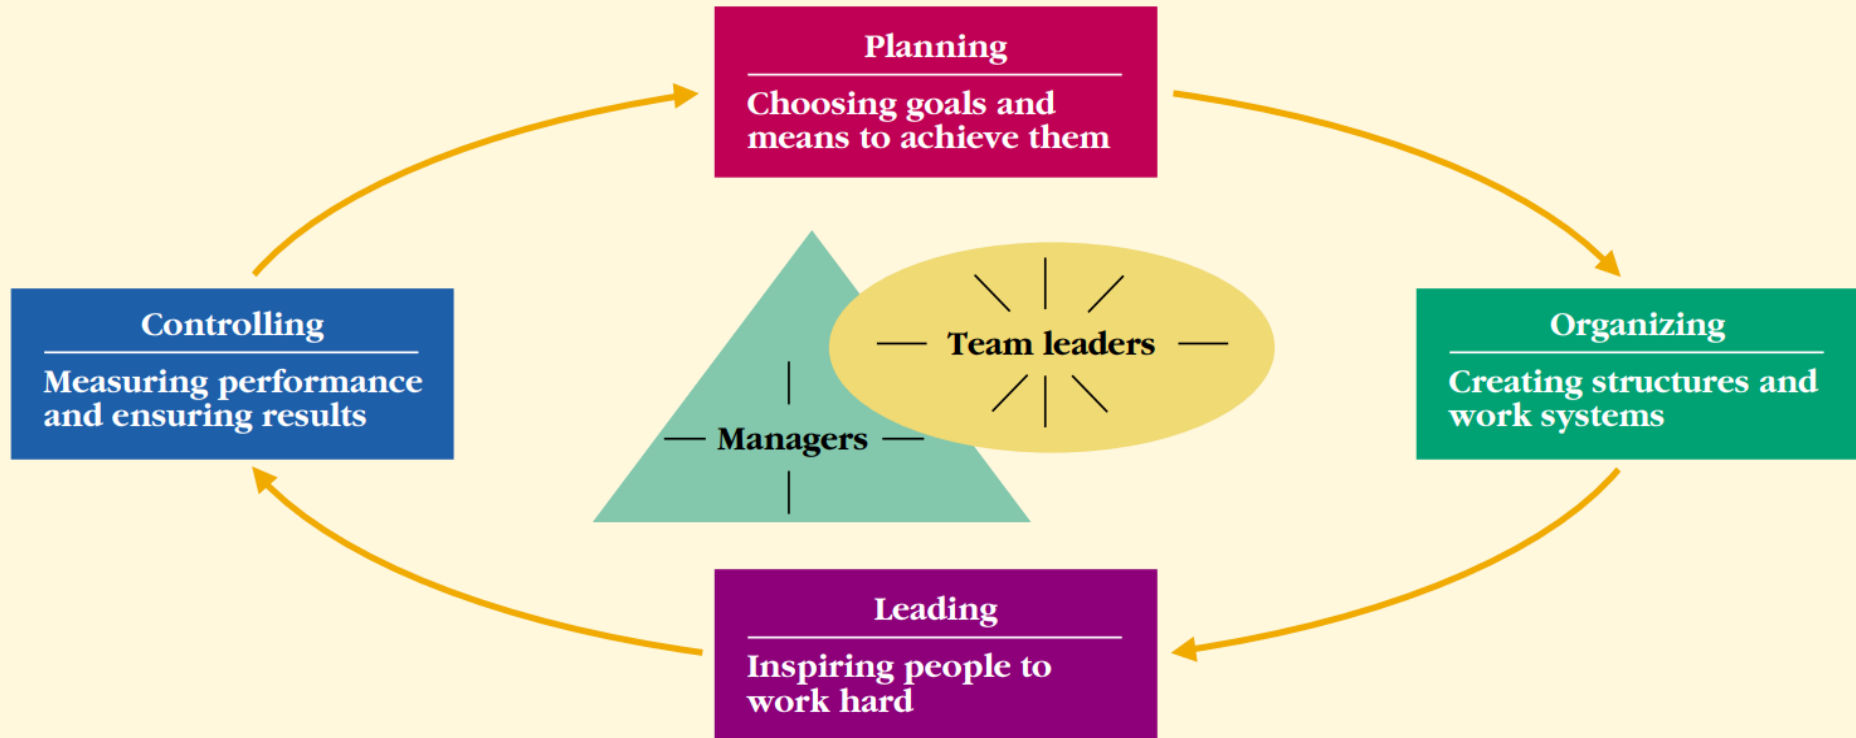 Planning
Choosing goals and
means to achieve them
Controlling
Measuring performance
and ensuring results
Team leaders
Managers
Organizing
Creating structures and
work systems
Leading
Inspiring people to
work hard